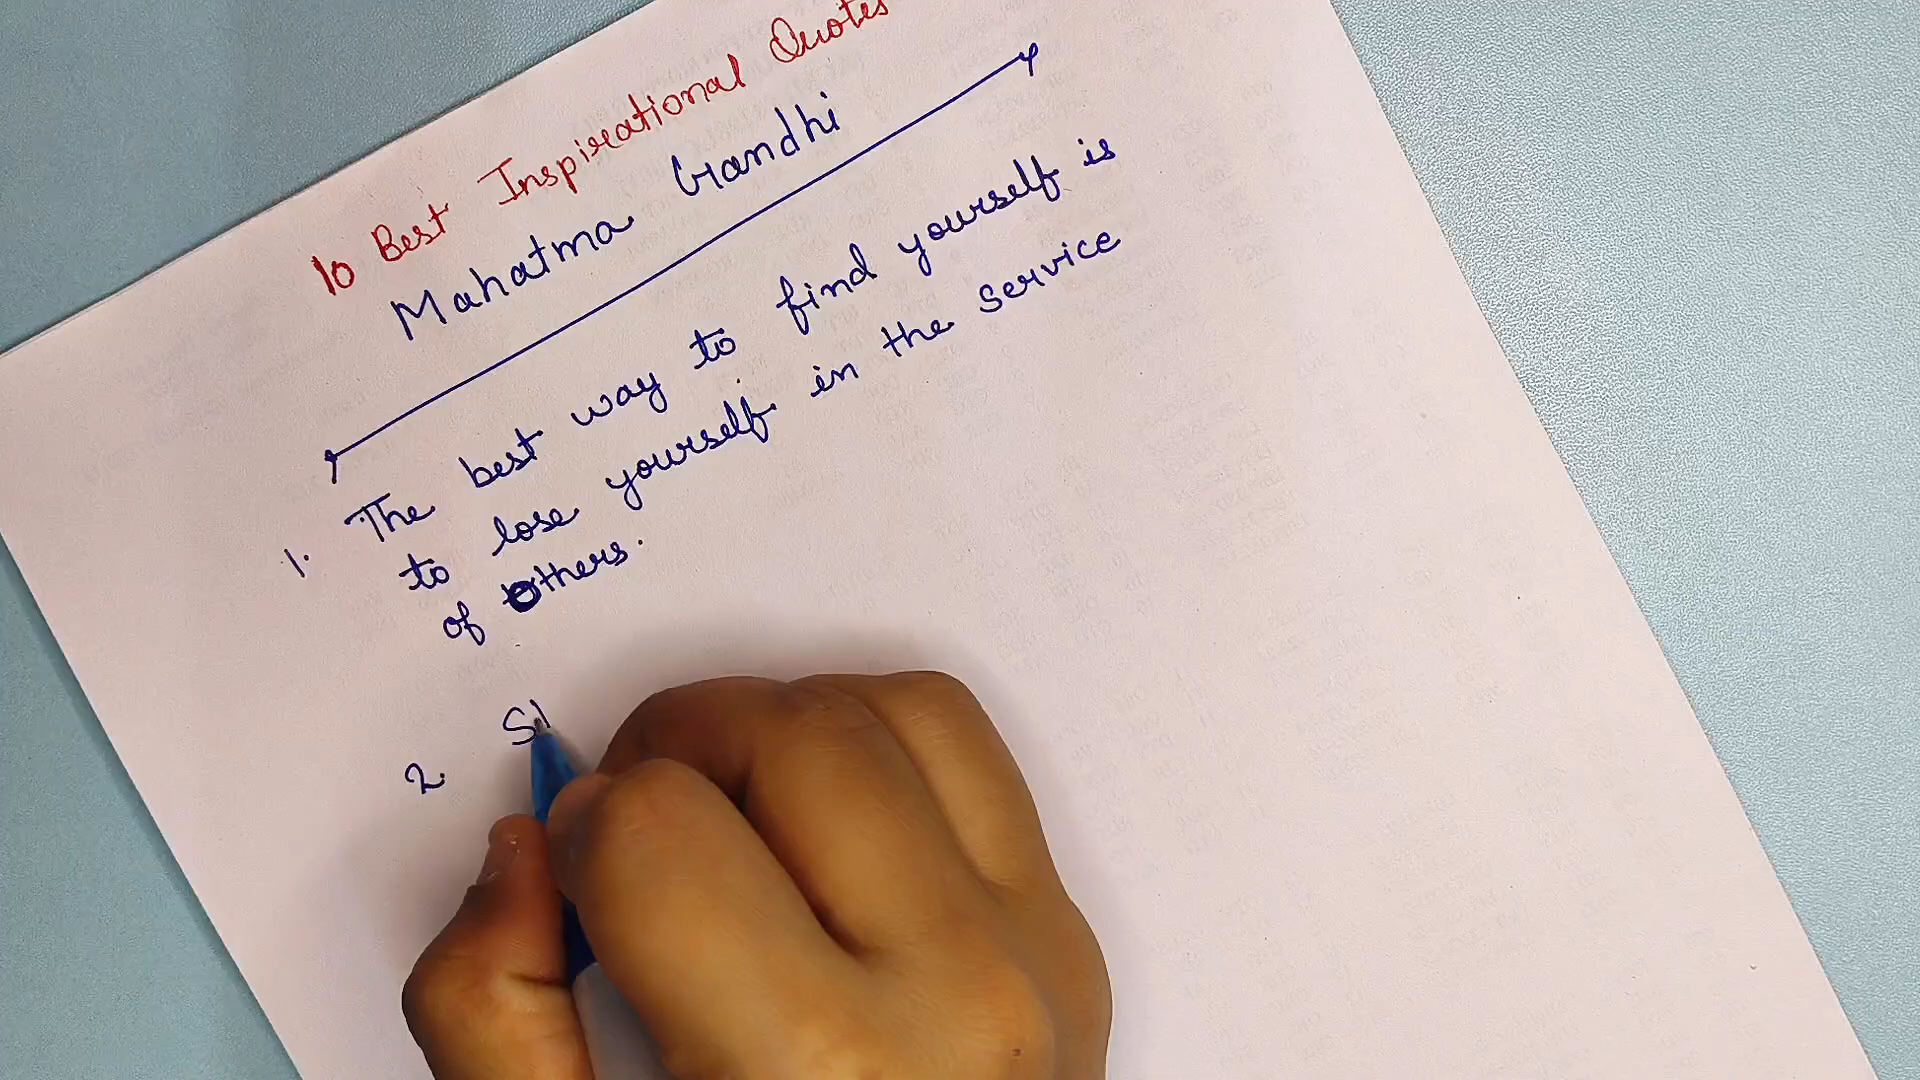 10 Best Inspirational Quotes
Mahatma Gandhi
1. The best way to find yourself is
to lose yourself in the service
of others.
2.